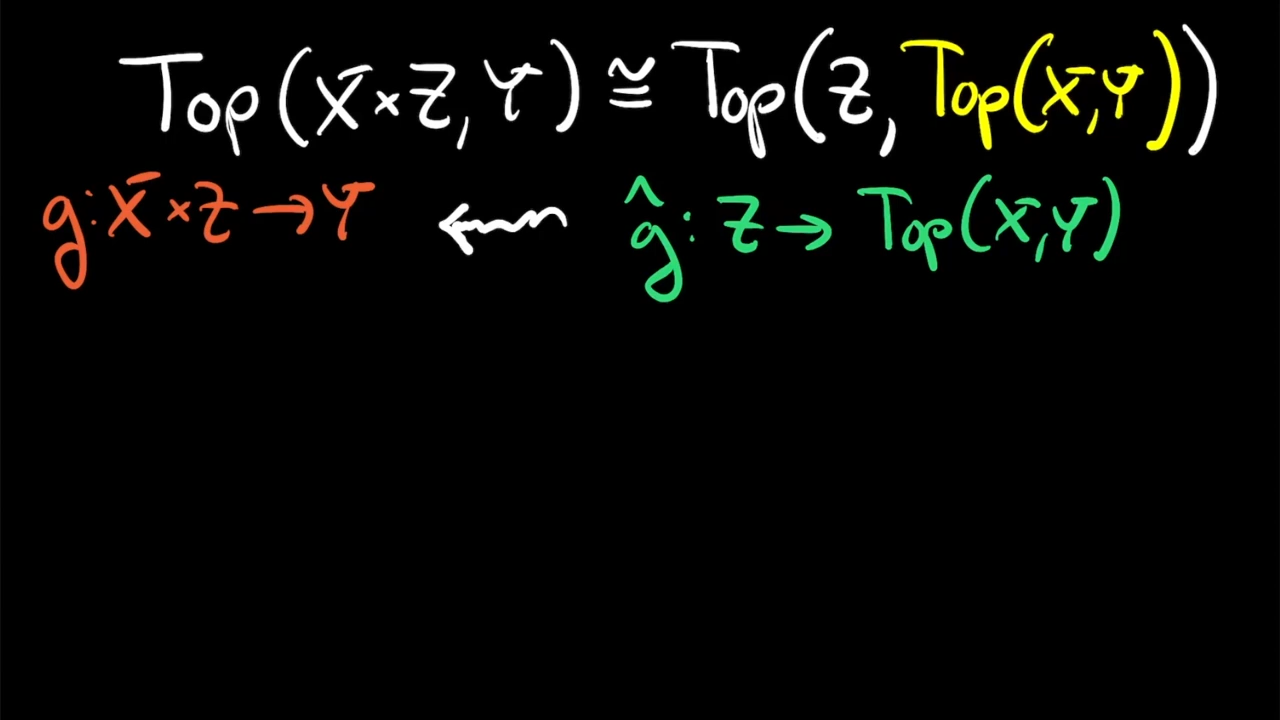 Top(X×Z, Y) ≅ Top(Z, Top(X,Y))
g: X×Z → Y ⟵ ĝ: Z → Top(X,Y)